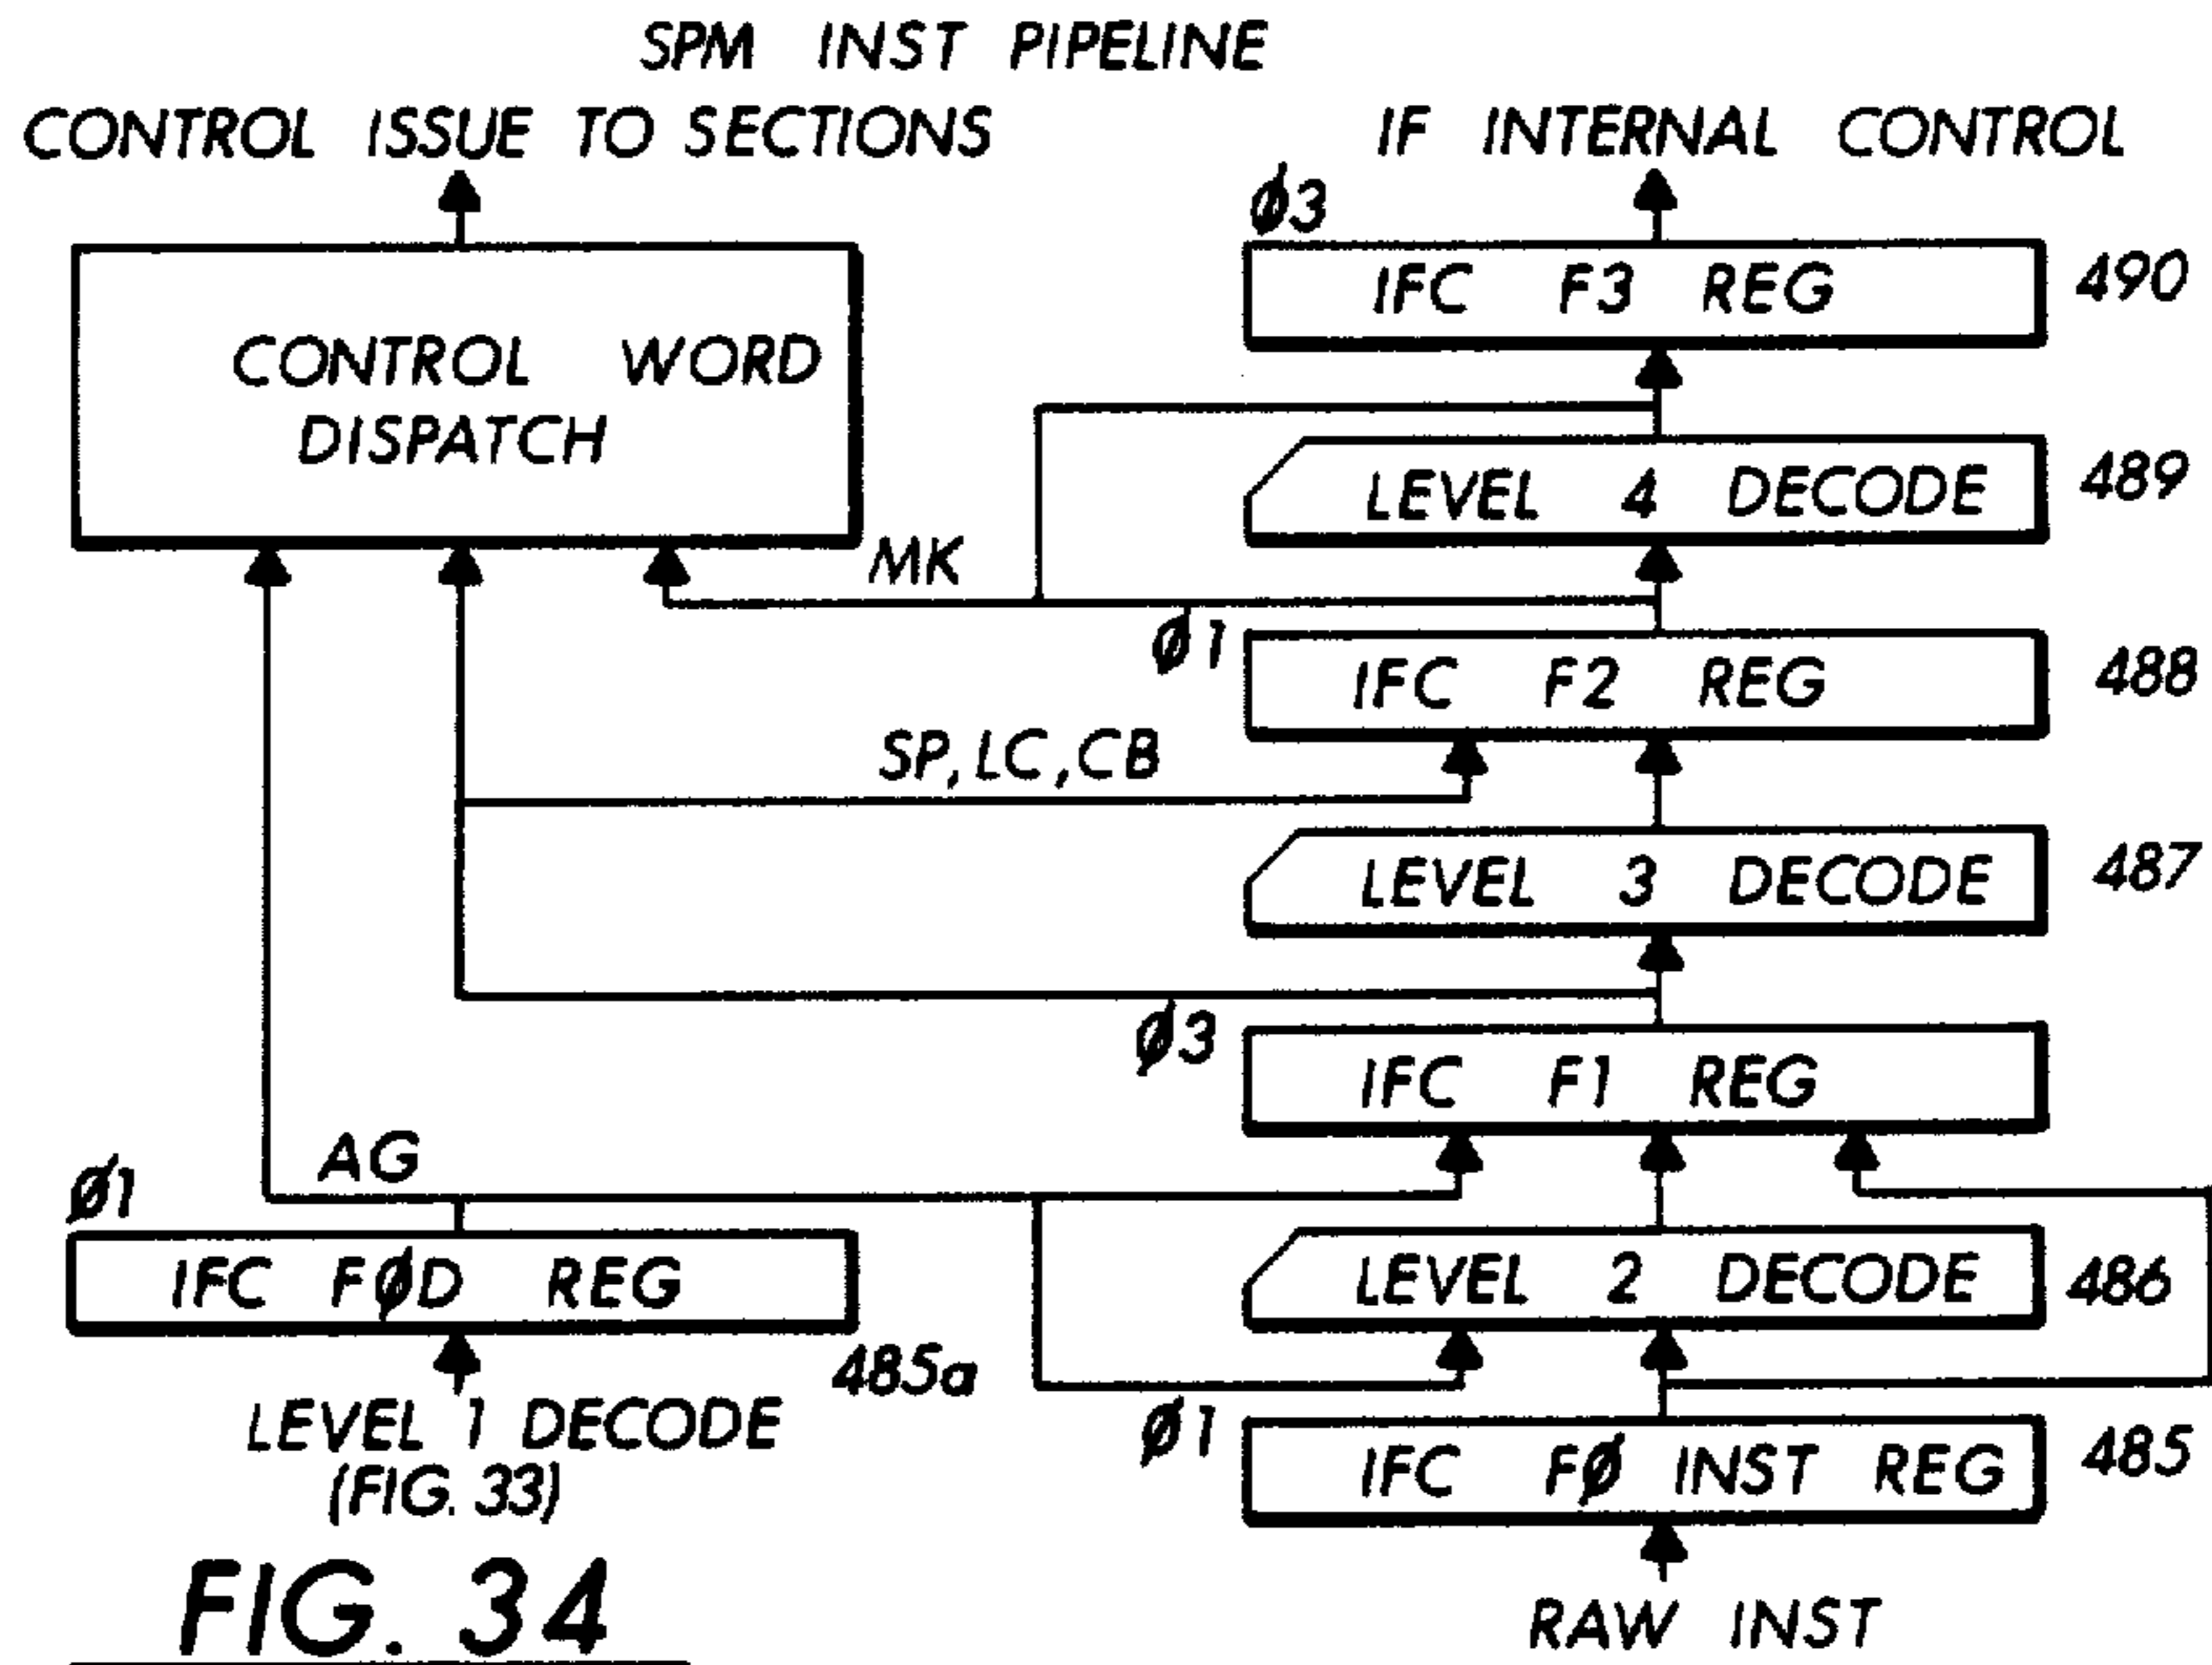 SPM INST PIPELINE
CONTROL ISSUE TO SECTIONS
IF INTERNAL CONTROL
Ø3
IFC F3 REG
490
CONTROL WORD
DISPATCH
LEVEL 4 DECODE
489
MK
Ø1
IFC F2 REG
488
SP, LC, CB
LEVEL 3 DECODE
487
Ø3
IFC F1 REG
AG
Ø1
IFC FØD REG
485a
LEVEL 2 DECODE
486
LEVEL 1 DECODE
(FIG. 33)
Ø1
IFC FØ INST REG
485
RAW INST
FIG. 34